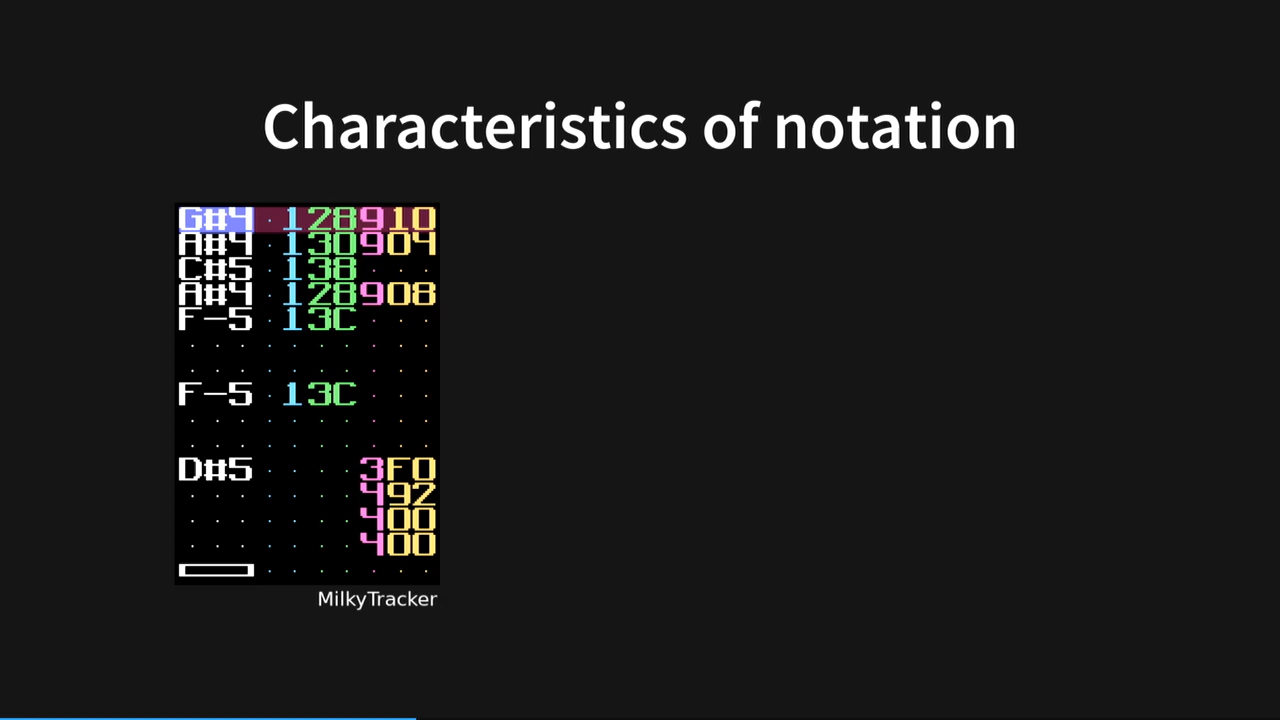 Characteristics of notation
G#4 · 128910
A#4 · 130904
C#5 · 138 · · ·
A#4 · 128908
F-5 · 13C · · ·
· · · · · · · · · ·
· · · · · · · · · ·
F-5 · 13C · · ·
· · · · · · · · · ·
· · · · · · · · · ·
D#5 · · · · · 3F0
· · · · · · · 492
· · · · · · · 400
· · · · · · · 400
· · · · · · ·
MilkyTracker